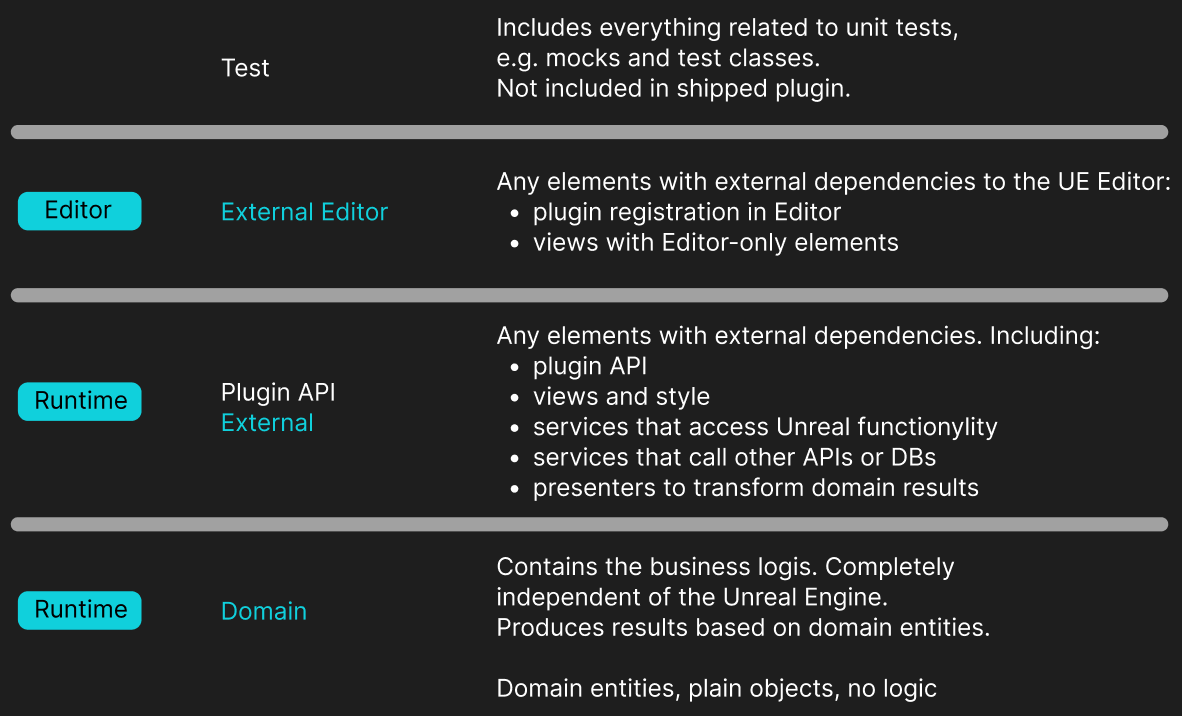 Test
Includes everything related to unit tests,
e.g. mocks and test classes.
Not included in shipped plugin.
Editor
External Editor
Any elements with external dependencies to the UE Editor:
• plugin registration in Editor
• views with Editor-only elements
Runtime
Plugin API
External
Any elements with external dependencies. Including:
• plugin API
• views and style
• services that access Unreal functionylity
• services that call other APIs or DBs
• presenters to transform domain results
Runtime
Domain
Contains the business logis. Completely
independent of the Unreal Engine.
Produces results based on domain entities.
Domain entities, plain objects, no logic